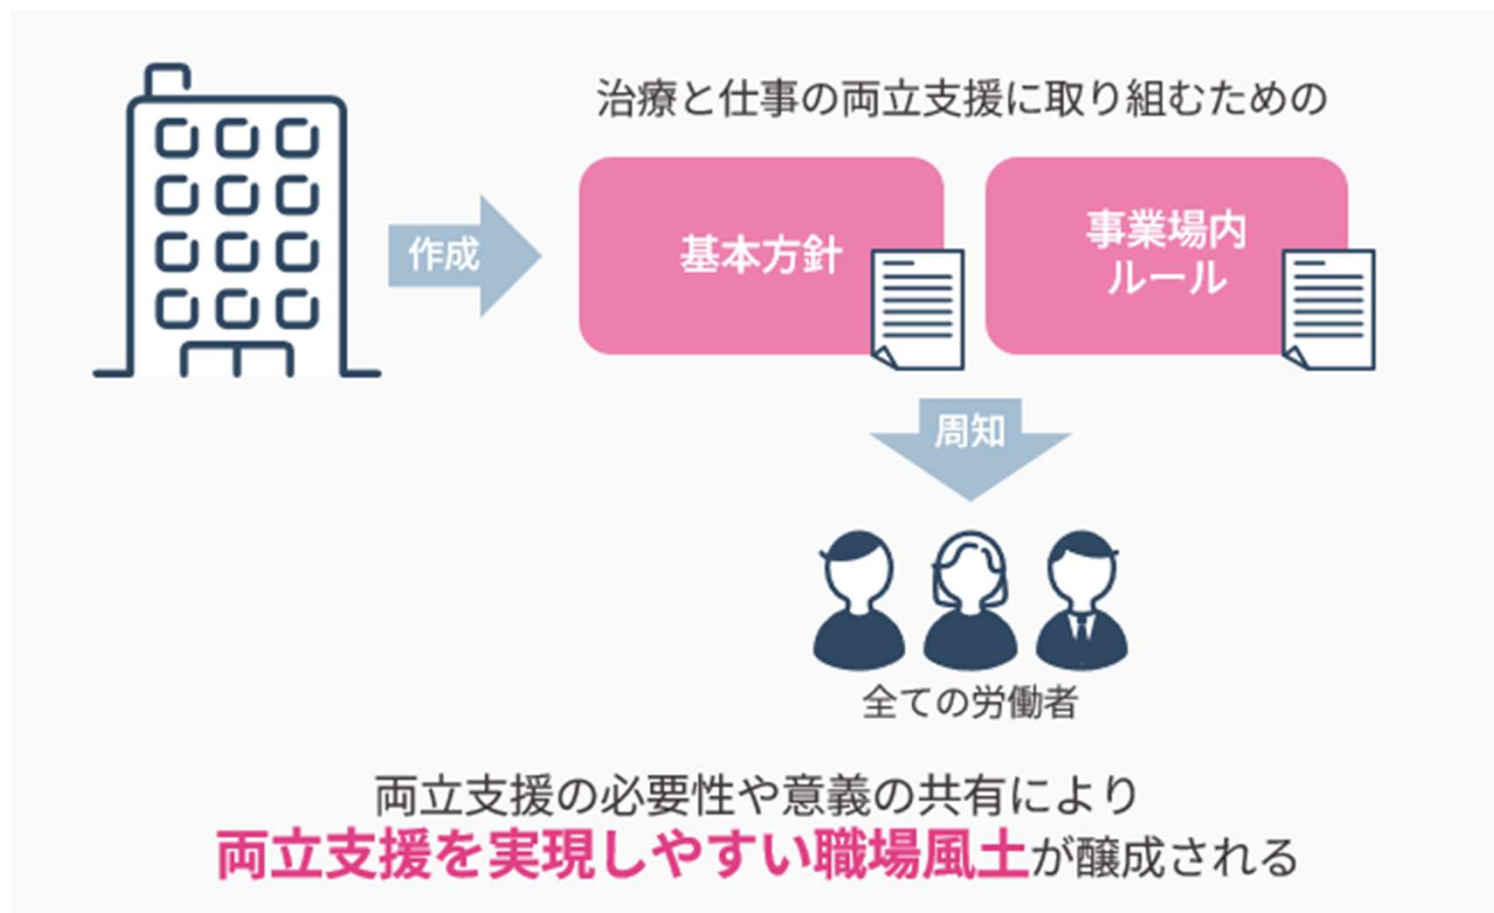 治療と仕事の両立支援に取り組むための
作成
基本方針
事業場内
ルール
周知
全ての労働者
両立支援の必要性や意義の共有により
両立支援を実現しやすい職場風土が醸成される